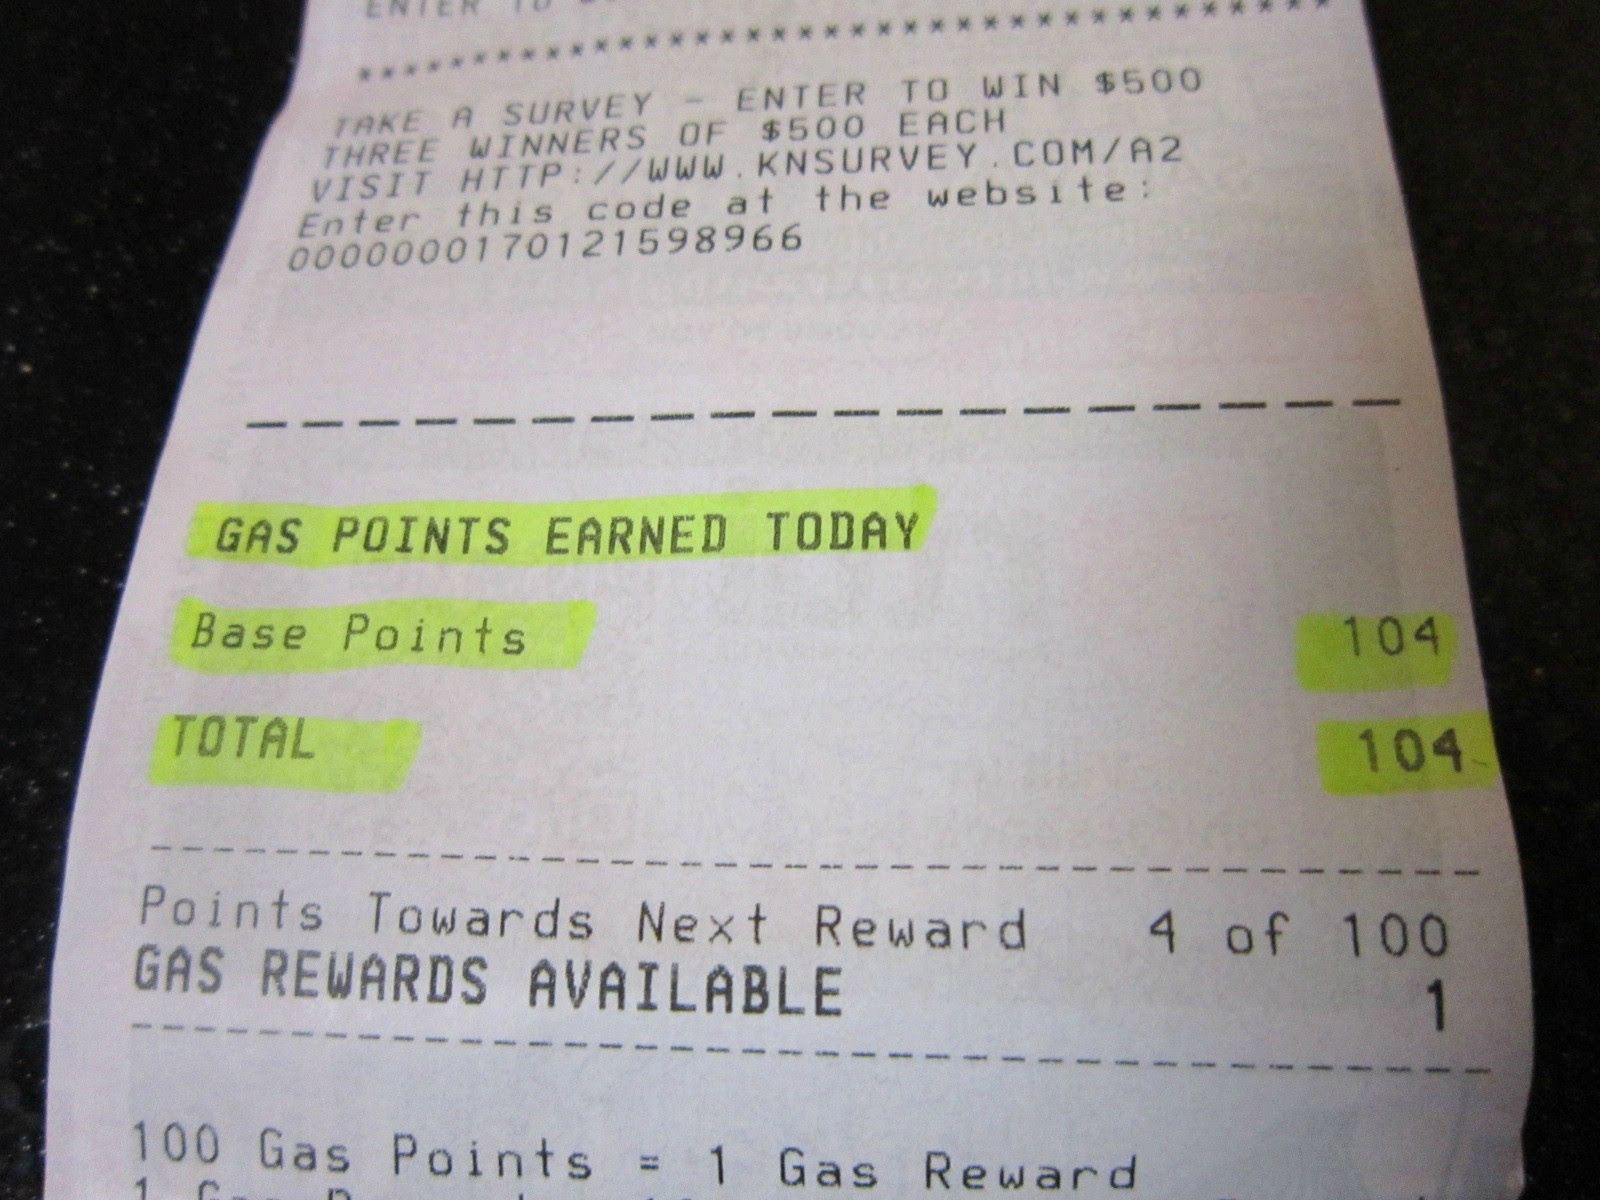 ENTER TO
****************************************
TAKE A SURVEY - ENTER TO WIN $500
THREE WINNERS OF $500 EACH
VISIT HTTP://WWW.KNSURVEY.COM/A2
Enter this code at the website:
0000000170121598966
GAS POINTS EARNED TODAY
Base Points 104
TOTAL 104
Points Towards Next Reward 4 of 100
GAS REWARDS AVAILABLE 1
100 Gas Points = 1 Gas Reward